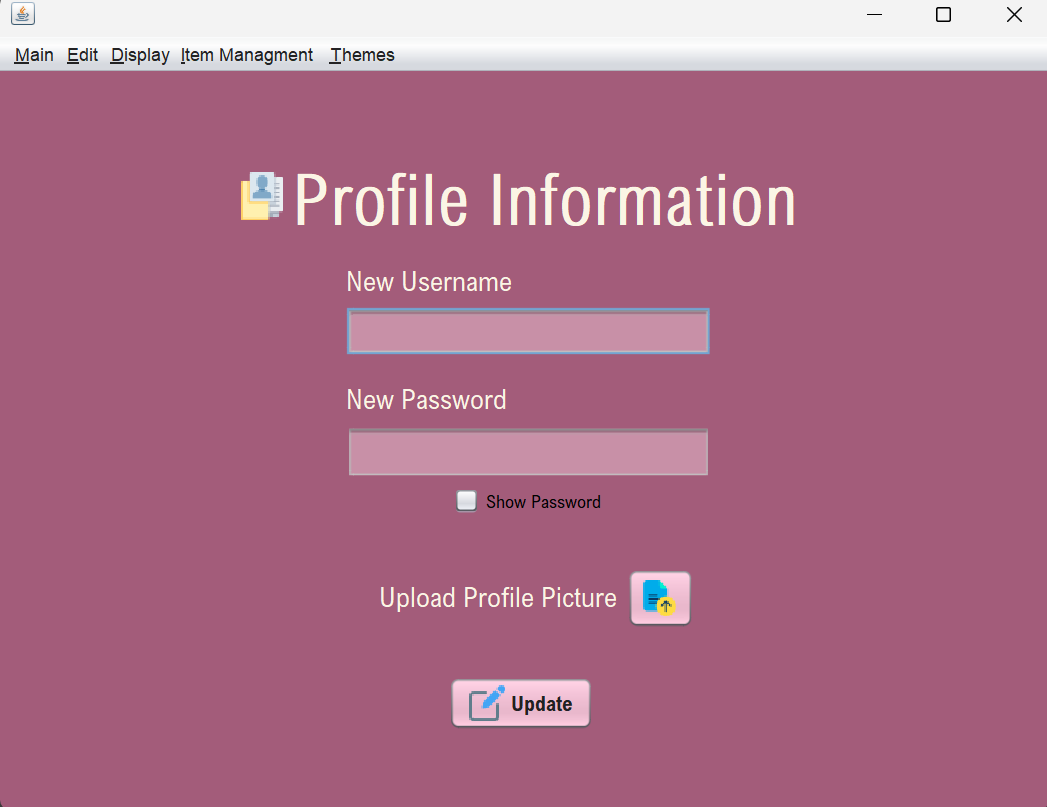 Main Edit Display Item Managment Themes
Profile Information
New Username
New Password
Show Password
Upload Profile Picture
Update